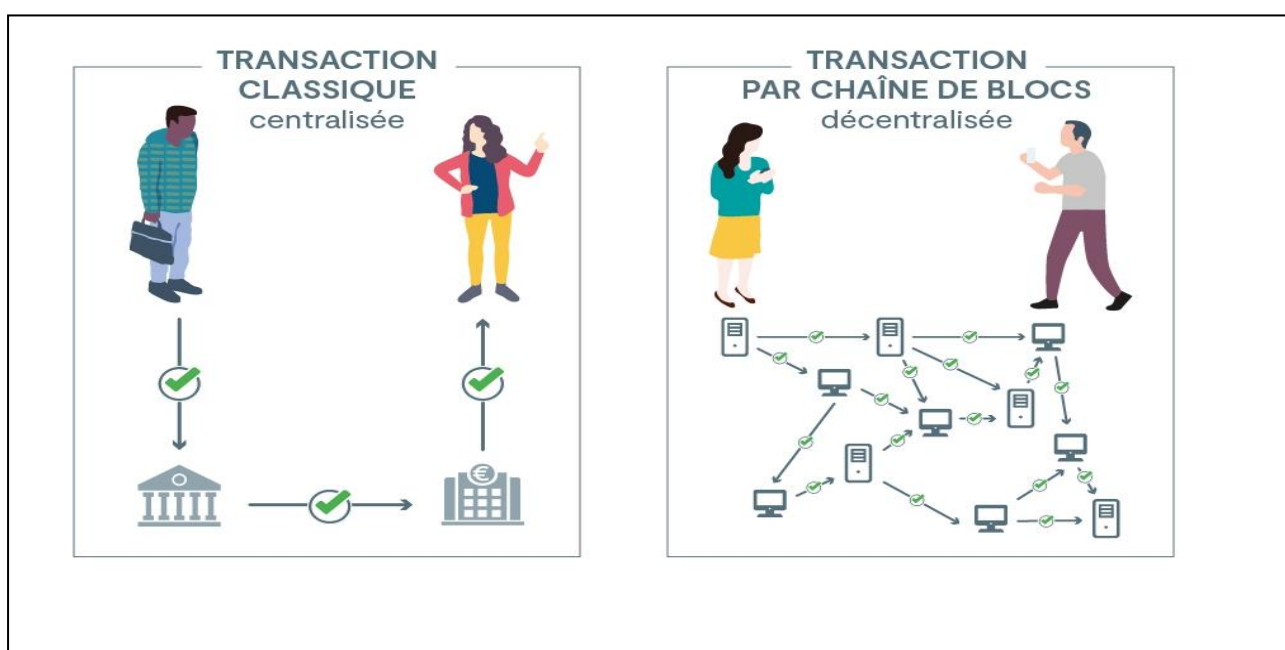 TRANSACTION
CLASSIQUE
centralisée
TRANSACTION
PAR CHAÎNE DE BLOCS
décentralisée
€